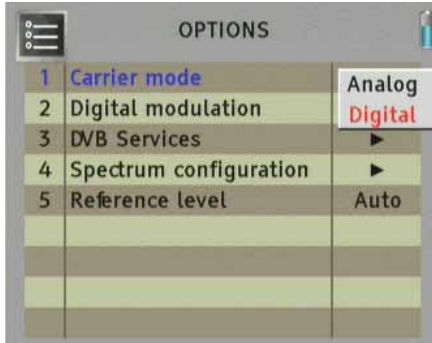 OPTIONS
1 Carrier mode Analog
Digital
2 Digital modulation
3 DVB Services ►
4 Spectrum configuration ►
5 Reference level Auto